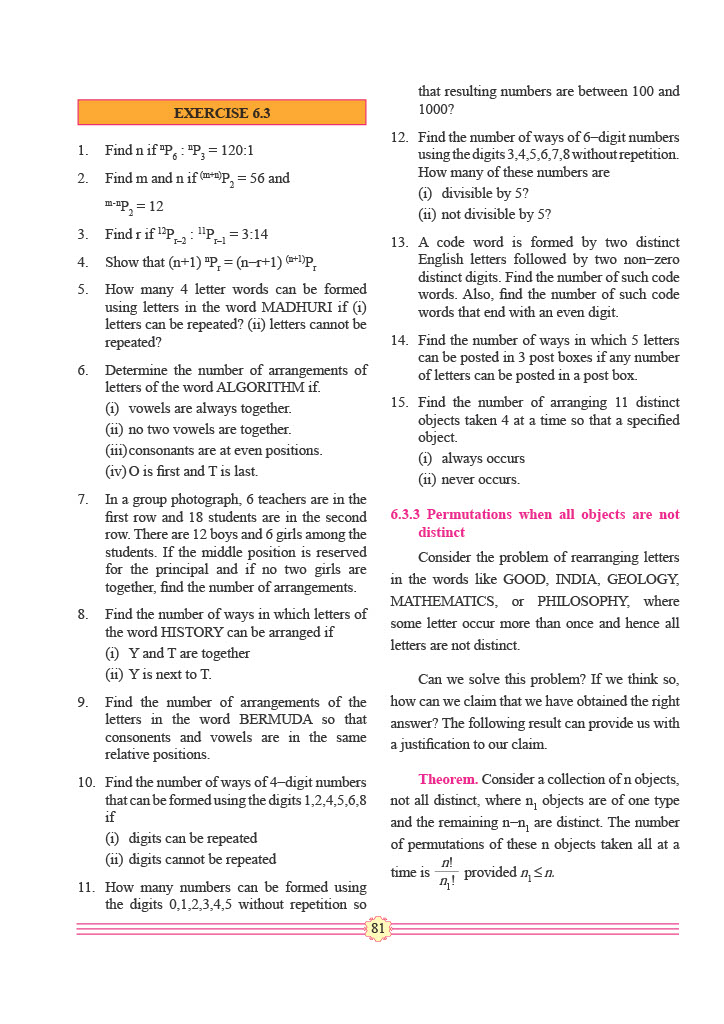 EXERCISE 6.3
1. Find n if ⁿP₆ : ⁿP₃ = 120:1
2. Find m and n if ⁽ᵐ⁺ⁿ⁾P₂ = 56 and
ᵐ⁻ⁿP₂ = 12
3. Find r if ¹²Pᵣ₋₂ : ¹¹Pᵣ₋₁ = 3:14
4. Show that (n+1) ⁿPᵣ = (n–r+1) ⁽ⁿ⁺¹⁾Pᵣ
5. How many 4 letter words can be formed
using letters in the word MADHURI if (i)
letters can be repeated? (ii) letters cannot be
repeated?
6. Determine the number of arrangements of
letters of the word ALGORITHM if.
(i) vowels are always together.
(ii) no two vowels are together.
(iii)consonants are at even positions.
(iv)O is first and T is last.
7. In a group photograph, 6 teachers are in the
first row and 18 students are in the second
row. There are 12 boys and 6 girls among the
students. If the middle position is reserved
for the principal and if no two girls are
together, find the number of arrangements.
8. Find the number of ways in which letters of
the word HISTORY can be arranged if
(i) Y and T are together
(ii) Y is next to T.
9. Find the number of arrangements of the
letters in the word BERMUDA so that
consonents and vowels are in the same
relative positions.
10. Find the number of ways of 4–digit numbers
that can be formed using the digits 1,2,4,5,6,8
if
(i) digits can be repeated
(ii) digits cannot be repeated
11. How many numbers can be formed using
the digits 0,1,2,3,4,5 without repetition so
that resulting numbers are between 100 and
1000?
12. Find the number of ways of 6–digit numbers
using the digits 3,4,5,6,7,8 without repetition.
How many of these numbers are
(i) divisible by 5?
(ii) not divisible by 5?
13. A code word is formed by two distinct
English letters followed by two non–zero
distinct digits. Find the number of such code
words. Also, find the number of such code
words that end with an even digit.
14. Find the number of ways in which 5 letters
can be posted in 3 post boxes if any number
of letters can be posted in a post box.
15. Find the number of arranging 11 distinct
objects taken 4 at a time so that a specified
object.
(i) always occurs
(ii) never occurs.
6.3.3 Permutations when all objects are not
distinct
Consider the problem of rearranging letters
in the words like GOOD, INDIA, GEOLOGY,
MATHEMATICS, or PHILOSOPHY, where
some letter occur more than once and hence all
letters are not distinct.
Can we solve this problem? If we think so,
how can we claim that we have obtained the right
answer? The following result can provide us with
a justification to our claim.
Theorem. Consider a collection of n objects,
not all distinct, where n₁ objects are of one type
and the remaining n–n₁ are distinct. The number
of permutations of these n objects taken all at a
time is n!/n₁! provided n₁ ≤ n.
81